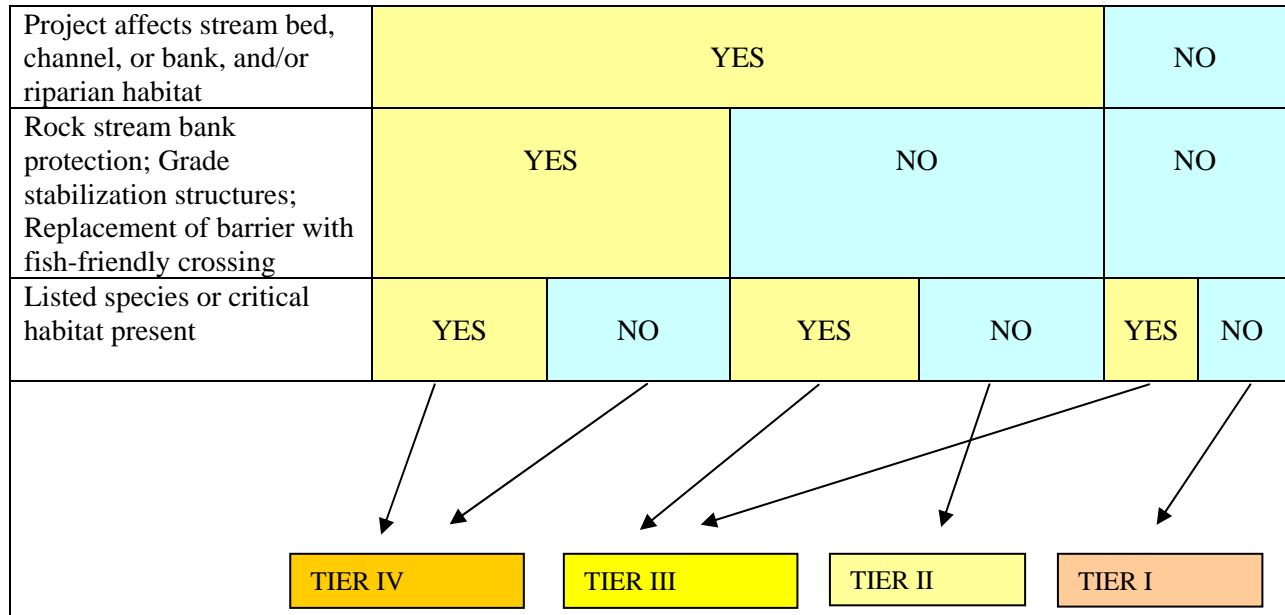 Project affects stream bed,
channel, or bank, and/or
riparian habitat
YES
NO
Rock stream bank
protection; Grade
stabilization structures;
Replacement of barrier with
fish-friendly crossing
YES
NO
NO
Listed species or critical
habitat present
YES
NO
YES
NO
YES
NO
TIER IV
TIER III
TIER II
TIER I